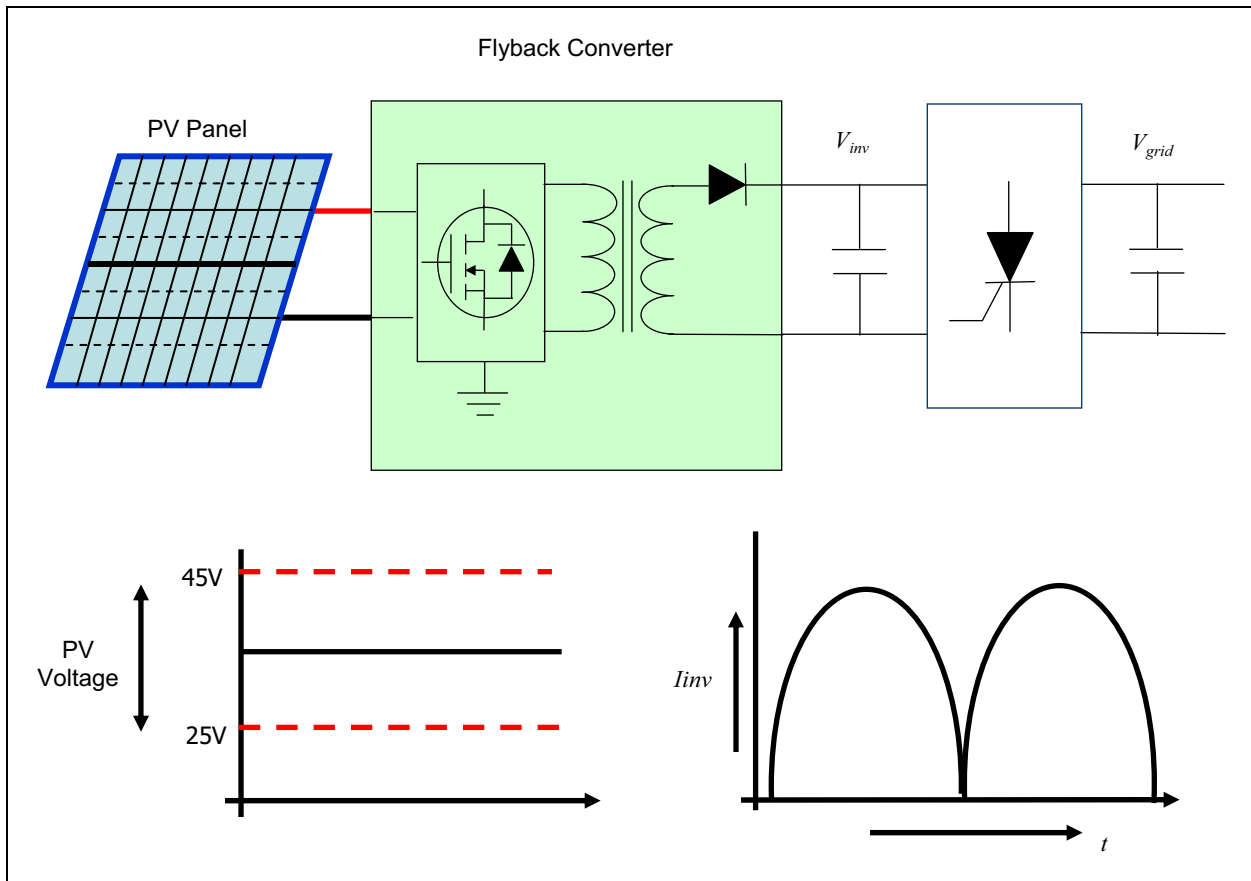 Flyback Converter
PV Panel
V_inv
V_grid
45V
PV
Voltage
25V
Iinv
t